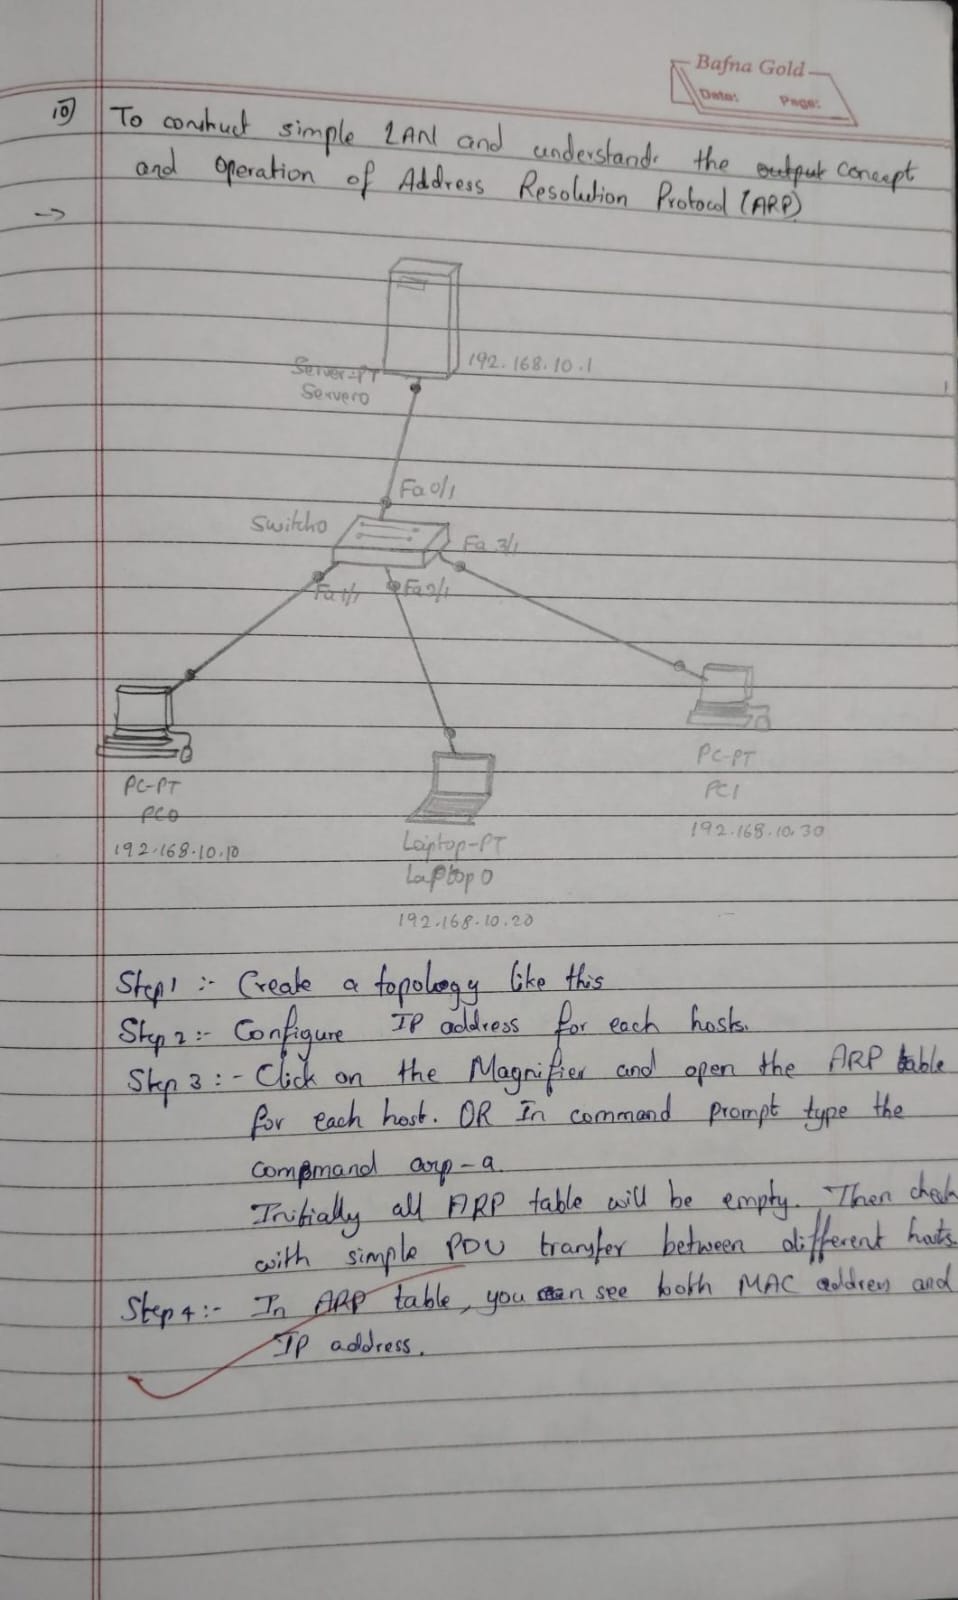 Bafna Gold
Date: Page:
10) To construct simple LAN and understand the output concept
and operation of Address Resolution Protocol (ARP)
→
192.168.10.1
Server-PT
Server0
Fa0/1
Switch0
Fa3/1
Fa1/1 Fa2/1
PC-PT
PC0
192.168.10.10
Laptop-PT
Laptop0
192.168.10.20
PC-PT
PC1
192.168.10.30
Step1 :- Create a topology like this
Step 2:- Configure IP address for each hosts.
Step 3:- Click on the Magnifier and open the ARP table
for each host. OR In command prompt type the
command arp-a.
Initially all ARP table will be empty. Then check
with simple PDU transfer between different hosts.
Step 4:- In ARP table, you can see both MAC address and
IP address.